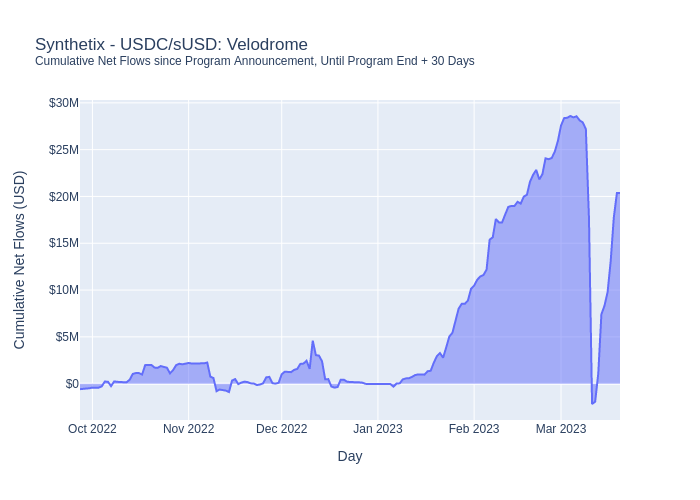 Synthetix - USDC/sUSD: Velodrome
Cumulative Net Flows since Program Announcement, Until Program End + 30 Days
$30M
$25M
$20M
$15M
$10M
$5M
$0
Cumulative Net Flows (USD)
Oct 2022
Nov 2022
Dec 2022
Jan 2023
Feb 2023
Mar 2023
Day